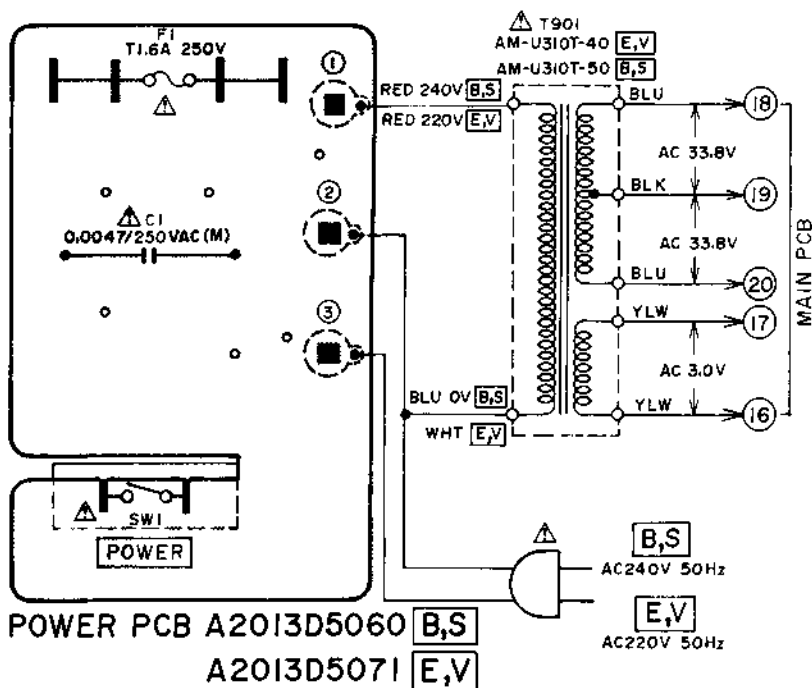 F1
T1.6A 250V
① 
② 
③
C1
0.0047/250VAC(M)
SW1
POWER
POWER PCB A2013D5060 B,S
A2013D5071 E,V
T901
AM-U310T-40 E,V
AM-U310T-50 B,S
RED 240V B,S
RED 220V E,V
BLU 0V B,S
WHT E,V
BLU
18
AC 33.8V
BLK
19
AC 33.8V
BLU
20
YLW
17
AC 3.0V
YLW
16
MAIN PCB
B,S
AC240V 50Hz
E,V
AC220V 50Hz